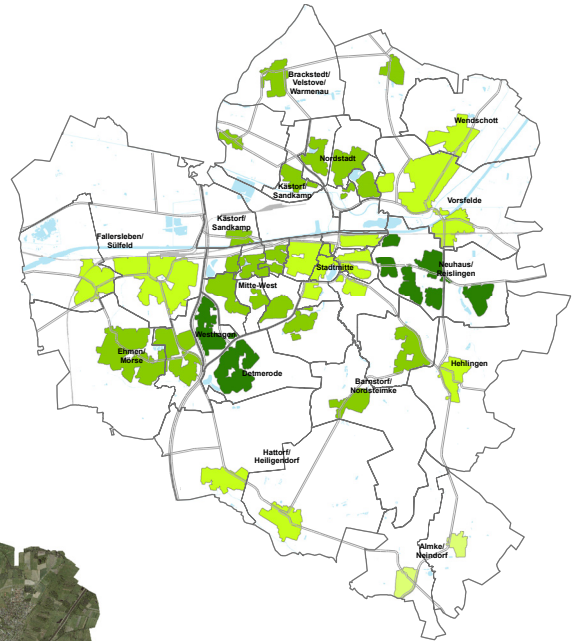 Brackstedt/
Velstove/
Warmenau
Wendschott
Nordstadt
Kästorf/
Sandkamp
Vorsfelde
Kästorf/
Sandkamp
Fallersleben/
Sülfeld
Neuhaus/
Reislingen
Stadtmitte
Mitte-West
Westhagen
Ehmen/
Mörse
Hehlingen
Detmerode
Barnstorf/
Nordsteimke
Hattorf/
Heiligendorf
Almke/
Neindorf